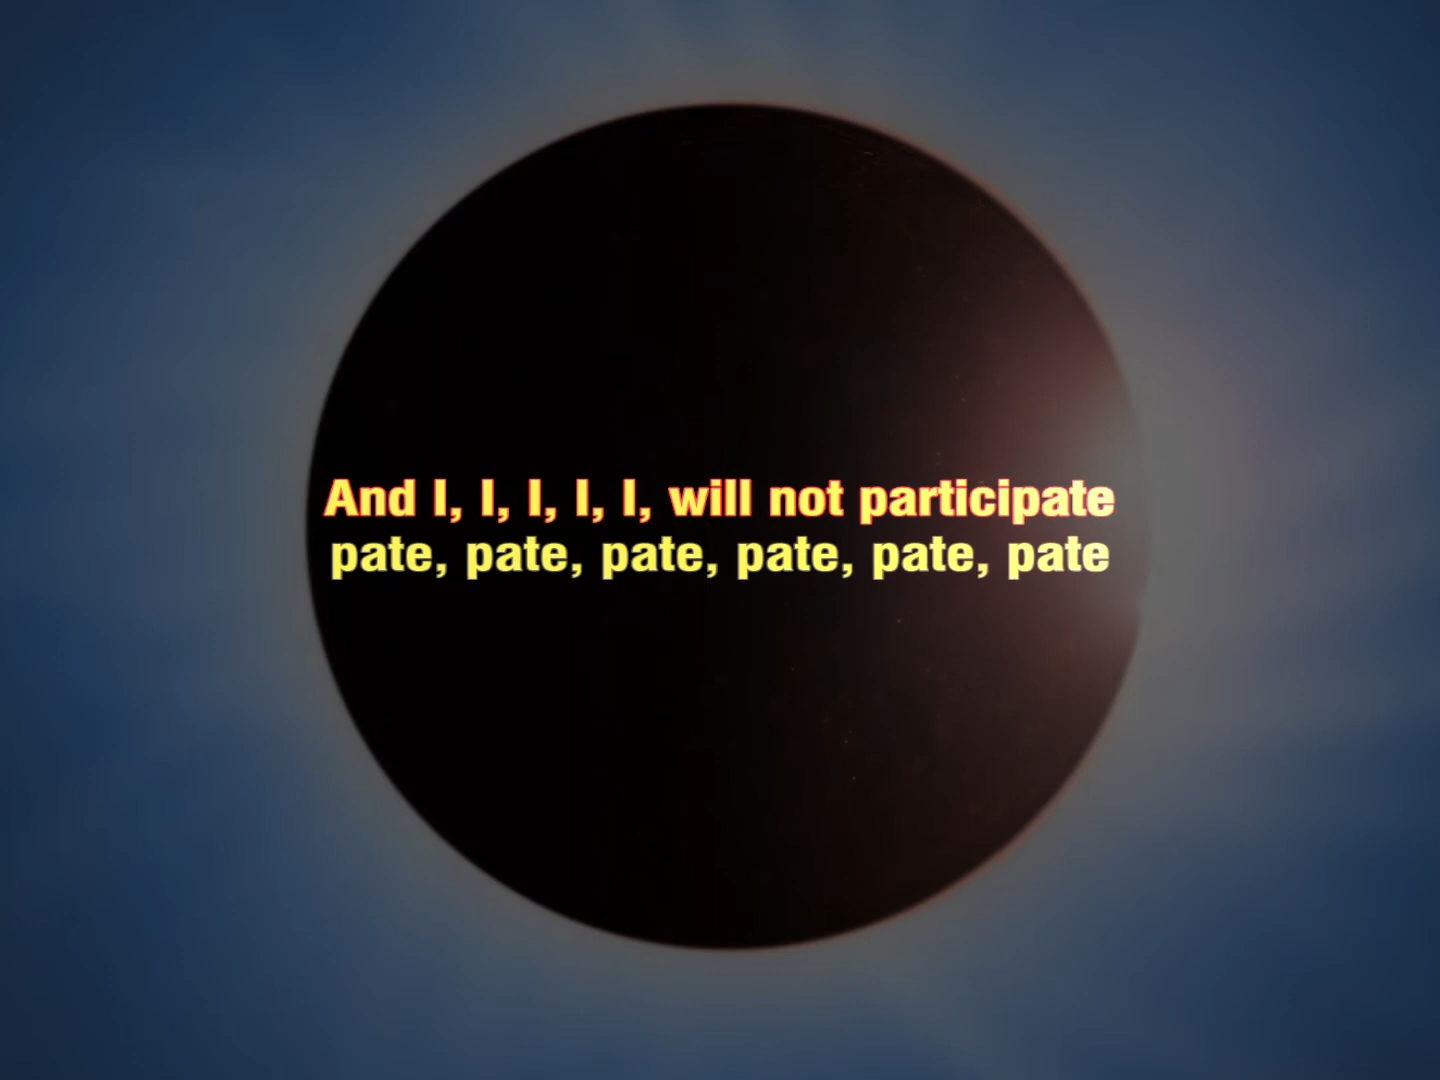 And I, I, I, I, I, will not participate
pate, pate, pate, pate, pate, pate